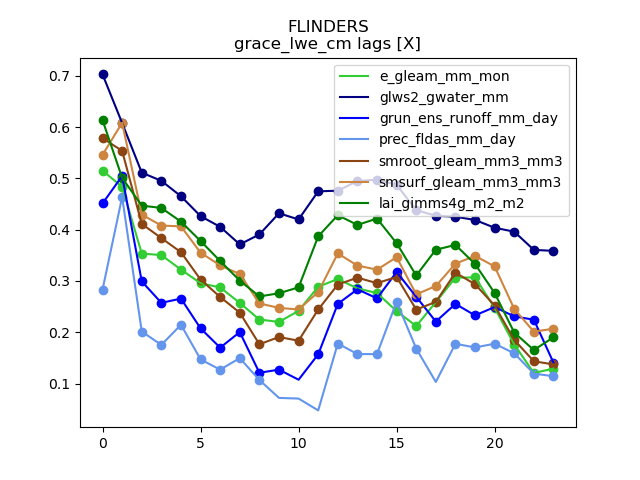 FLINDERS
grace_lwe_cm lags [X]
e_gleam_mm_mon
glws2_gwater_mm
grun_ens_runoff_mm_day
prec_fldas_mm_day
smroot_gleam_mm3_mm3
smsurf_gleam_mm3_mm3
lai_gimms4g_m2_m2
0.7
0.6
0.5
0.4
0.3
0.2
0.1
0 5 10 15 20